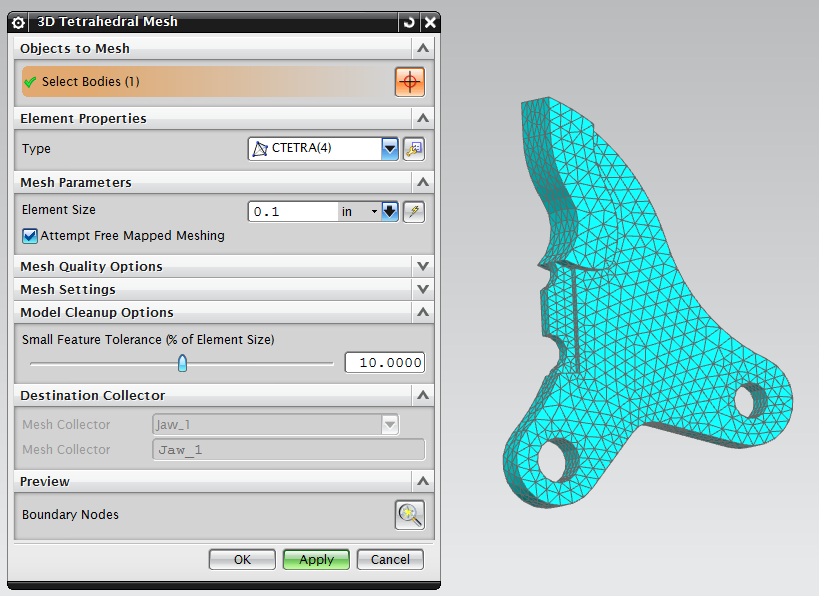 3D Tetrahedral Mesh
Objects to Mesh
Select Bodies (1)
Element Properties
Type CTETRA(4)
Mesh Parameters
Element Size 0.1 in
Attempt Free Mapped Meshing
Mesh Quality Options
Mesh Settings
Model Cleanup Options
Small Feature Tolerance (% of Element Size)
10.0000
Destination Collector
Mesh Collector Jaw_1
Mesh Collector Jaw_1
Preview
Boundary Nodes
OK Apply Cancel